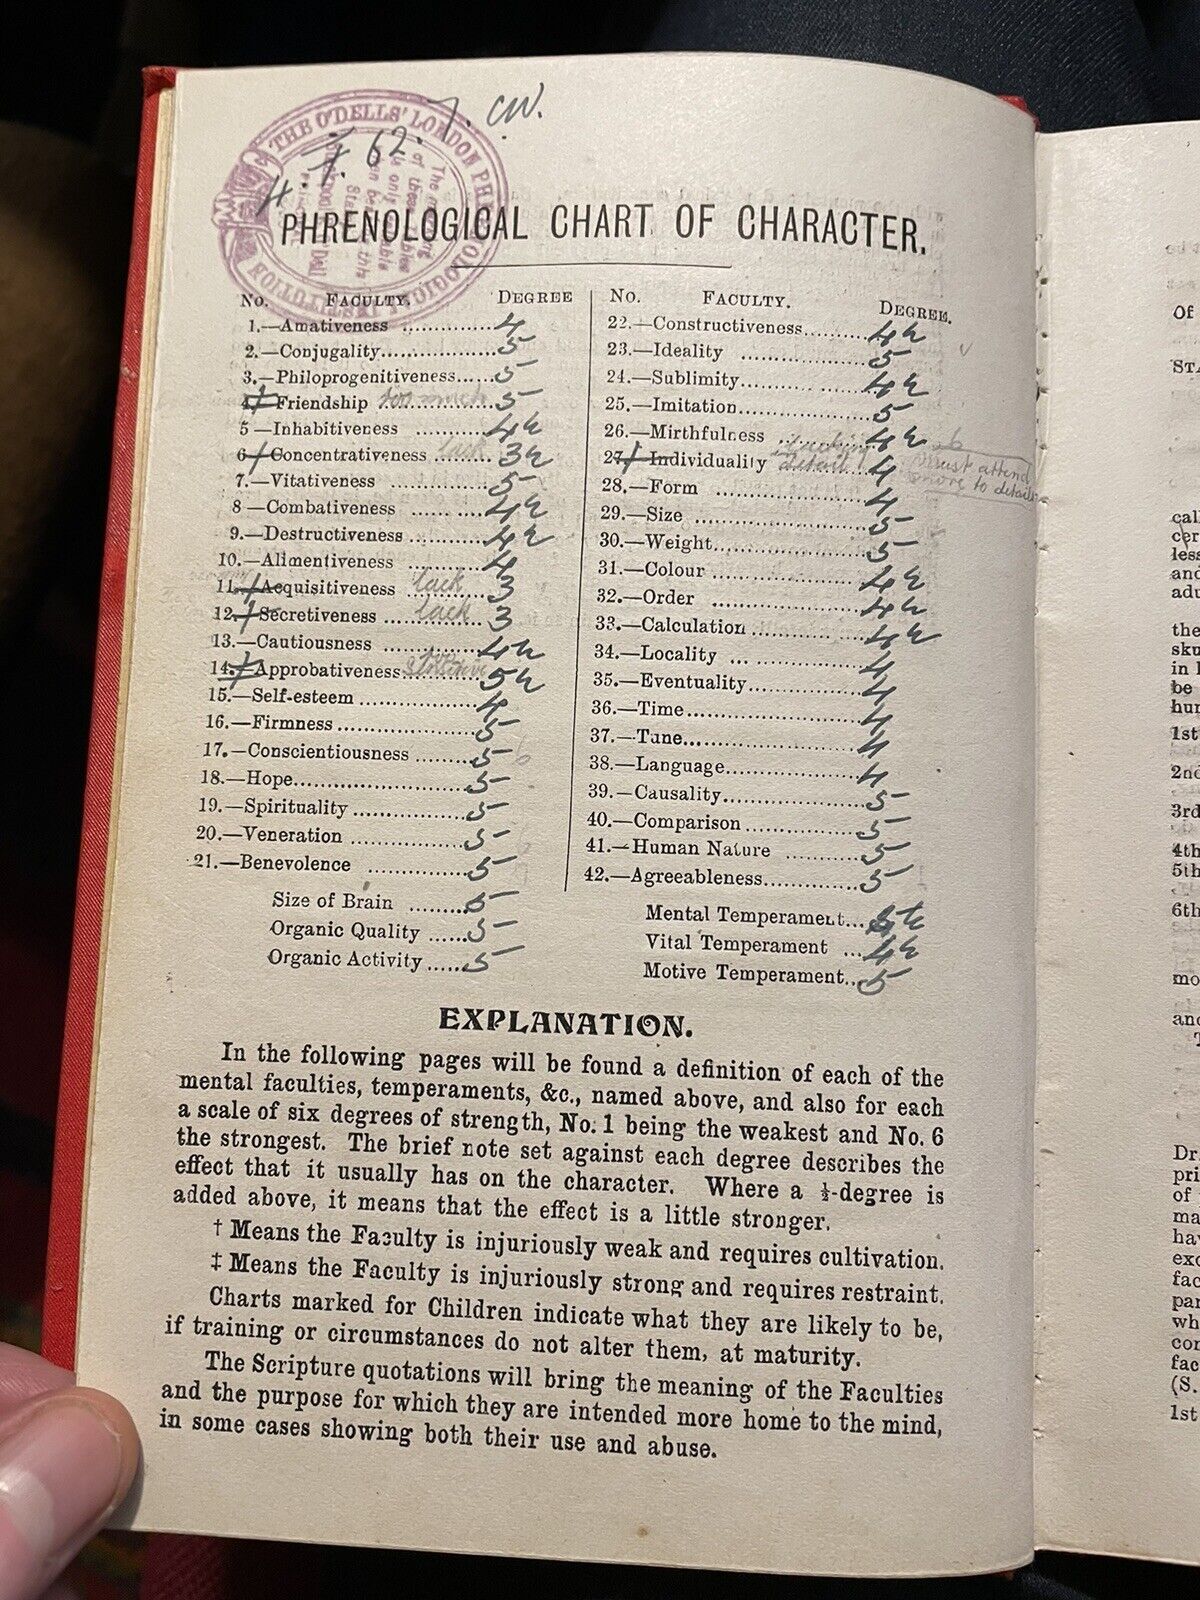 4. F. 62. 7. CW.
THE O'DELLS' LONDON PHRENOLOGICAL INSTITUTION
PHRENOLOGICAL CHART OF CHARACTER.
No. FACULTY. DEGREE
1.—Amativeness 4
2.—Conjugality 5
3.—Philoprogenitiveness 5
4 Friendship too much 5
5—Inhabitiveness 4½
6 Concentrativeness lack 3½
7.—Vitativeness 5
8—Combativeness 4½
9.—Destructiveness 4½
10.—Alimentiveness 4
11.—Acquisitiveness lack 3
12.—Secretiveness lack 3
13.—Cautiousness 4½
14.—Approbativeness 5½
15.—Self-esteem 4
16.—Firmness 5
17.—Conscientiousness 5
18.—Hope 5
19.—Spirituality 5
20.—Veneration 5
21.—Benevolence 5
Size of Brain 5
Organic Quality 5
Organic Activity 5
No. FACULTY. DEGREE.
22.—Constructiveness 4½
23.—Ideality 5
24.—Sublimity 4½
25.—Imitation 5
26.—Mirthfulness 4½
27.—Individuality detail 4
must attend
more to details
28.—Form 4
29.—Size 5
30.—Weight 5
31.—Colour 4½
32.—Order 4½
33.—Calculation 4½
34.—Locality 4
35.—Eventuality 4
36.—Time 4
37.—Tune 4
38.—Language 4
39.—Causality 5
40.—Comparison 5
41.—Human Nature 5
42.—Agreeableness 5
Mental Temperament
Vital Temperament 4½
Motive Temperament 5
EXPLANATION.
In the following pages will be found a definition of each of the
mental faculties, temperaments, &c., named above, and also for each
a scale of six degrees of strength, No. 1 being the weakest and No. 6
the strongest. The brief note set against each degree describes the
effect that it usually has on the character. Where a ½-degree is
added above, it means that the effect is a little stronger.
† Means the Faculty is injuriously weak and requires cultivation.
‡ Means the Faculty is injuriously strong and requires restraint.
Charts marked for Children indicate what they are likely to be,
if training or circumstances do not alter them, at maturity.
The Scripture quotations will bring the meaning of the Faculties
and the purpose for which they are intended more home to the mind,
in some cases showing both their use and abuse.
Of
1st
2nd
3rd
4th
5th
6th
Dr.
of
(S.
1st